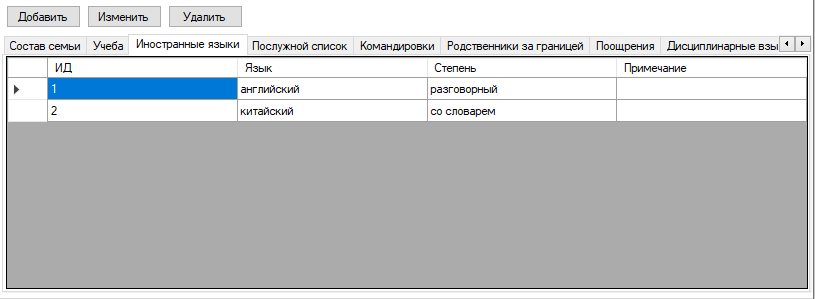 Добавить Изменить Удалить
Состав семьи Учеба Иностранные языки Послужной список Командировки Родственники за границей Поощрения Дисциплинарные взы
ИД Язык Степень Примечание
1 английский разговорный
2 китайский со словарем